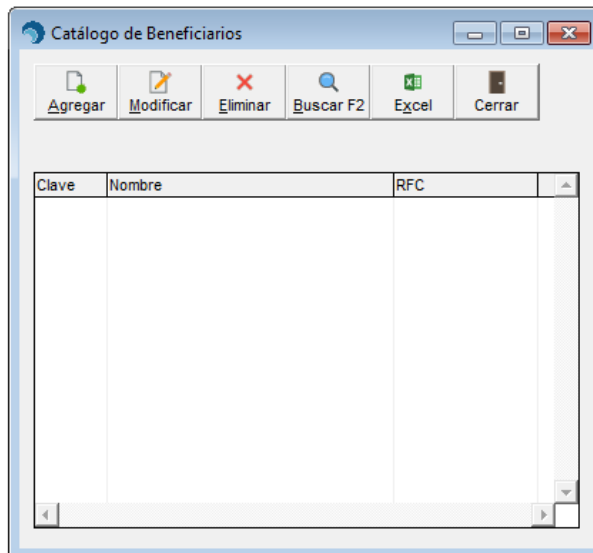 Catálogo de Beneficiarios
Agregar Modificar Eliminar Buscar F2 Excel Cerrar
Clave Nombre RFC